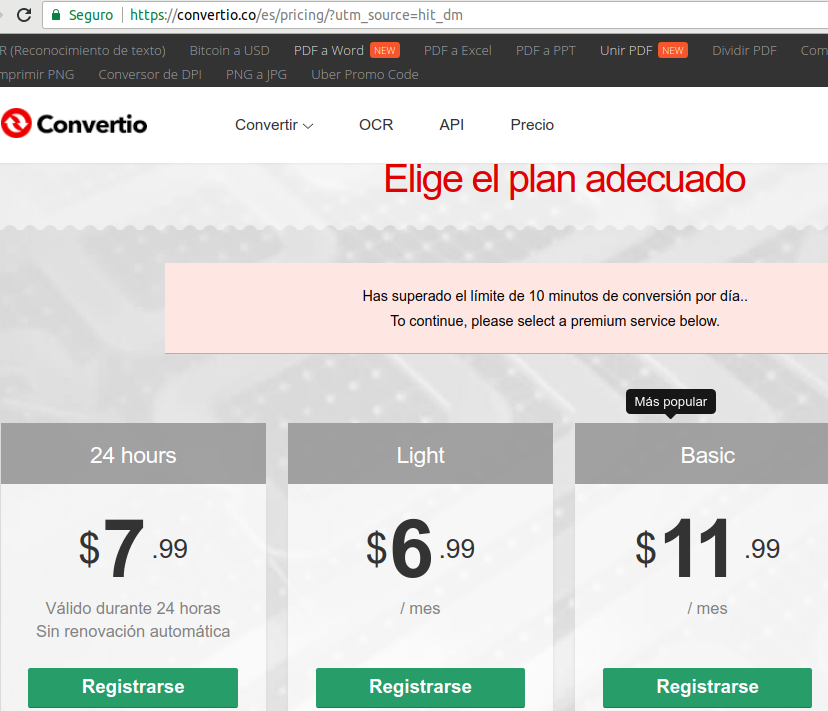 Seguro https://convertio.co/es/pricing/?utm_source=hit_dm
R (Reconocimiento de texto) Bitcoin a USD PDF a Word NEW PDF a Excel PDF a PPT Unir PDF NEW Dividir PDF Com
mprimir PNG Conversor de DPI PNG a JPG Uber Promo Code
Convertio Convertir OCR API Precio
Elige el plan adecuado
Has superado el límite de 10 minutos de conversión por día..
To continue, please select a premium service below.
Más popular
24 hours Light Basic
$7.99 $6.99 $11.99
Válido durante 24 horas / mes / mes
Sin renovación automática
Registrarse Registrarse Registrarse